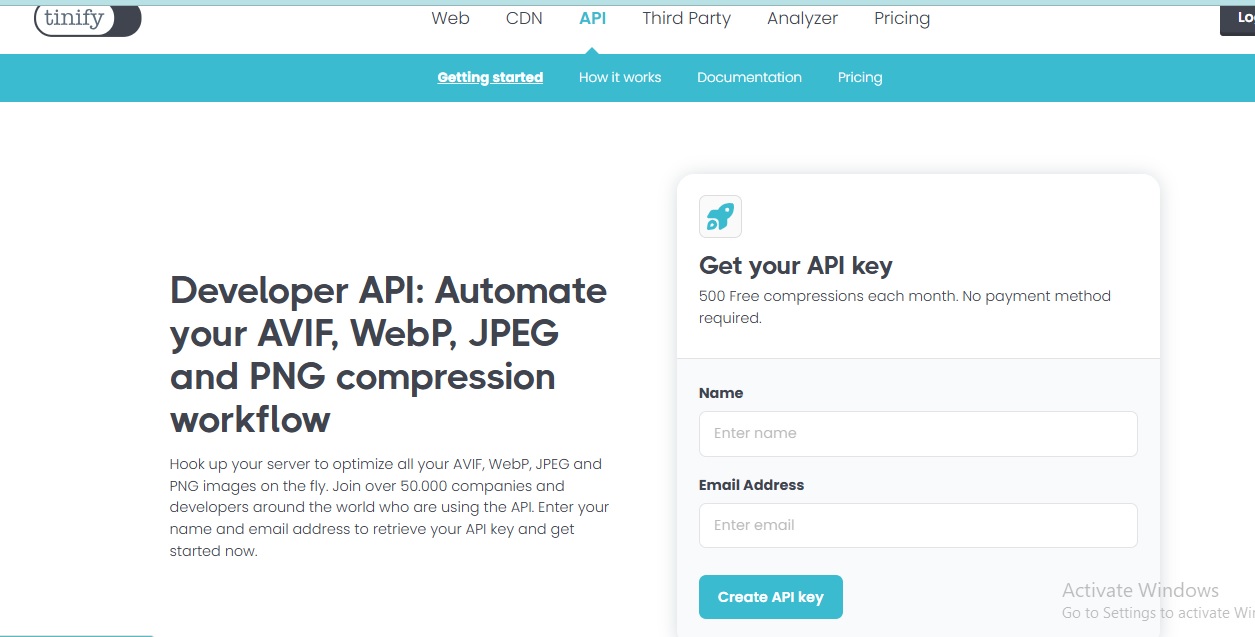 tinify
Web CDN API Third Party Analyzer Pricing
Getting started How it works Documentation Pricing
Developer API: Automate
your AVIF, WebP, JPEG
and PNG compression
workflow
Hook up your server to optimize all your AVIF, WebP, JPEG and
PNG images on the fly. Join over 50.000 companies and
developers around the world who are using the API. Enter your
name and email address to retrieve your API key and get
started now.
Get your API key
500 Free compressions each month. No payment method
required.
Name
Enter name
Email Address
Enter email
Create API key
Activate Windows
Go to Settings to activate